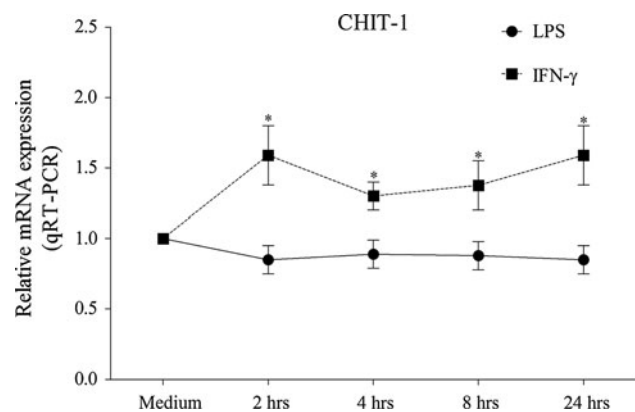 CHIT-1
LPS
IFN-γ
Relative mRNA expression
(qRT-PCR)
2.5
2.0
1.5
1.0
0.5
0.0
*
*
*
*
Medium
2 hrs
4 hrs
8 hrs
24 hrs